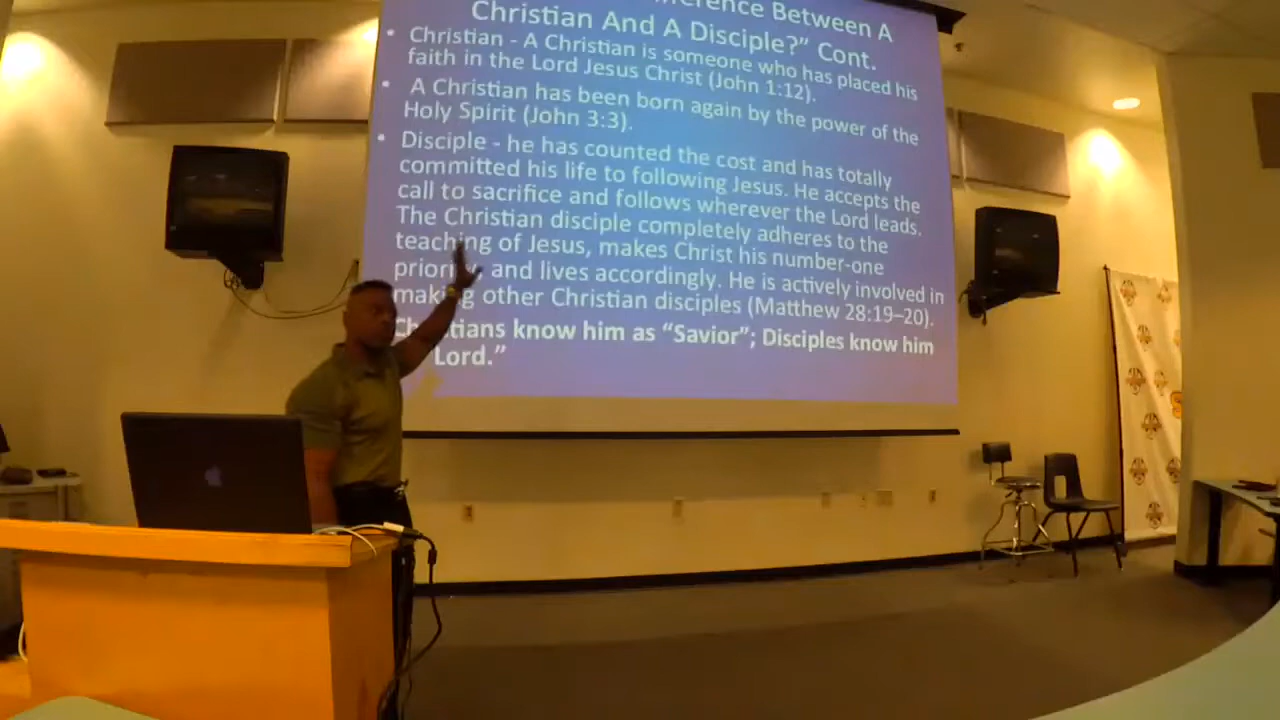 Between A
Christian And A Disciple?” Cont.
• Christian - A Christian is someone who has placed his
faith in the Lord Jesus Christ (John 1:12).
• A Christian has been born again by the power of the
Holy Spirit (John 3:3).
• Disciple - he has counted the cost and has totally
committed his life to following Jesus. He accepts the
call to sacrifice and follows wherever the Lord leads.
The Christian disciple completely adheres to the
teaching of Jesus, makes Christ his number-one
and lives accordingly. He is actively involved in
making other Christian disciples (Matthew 28:19–20).
know him as “Savior”; Disciples know him
Lord.”